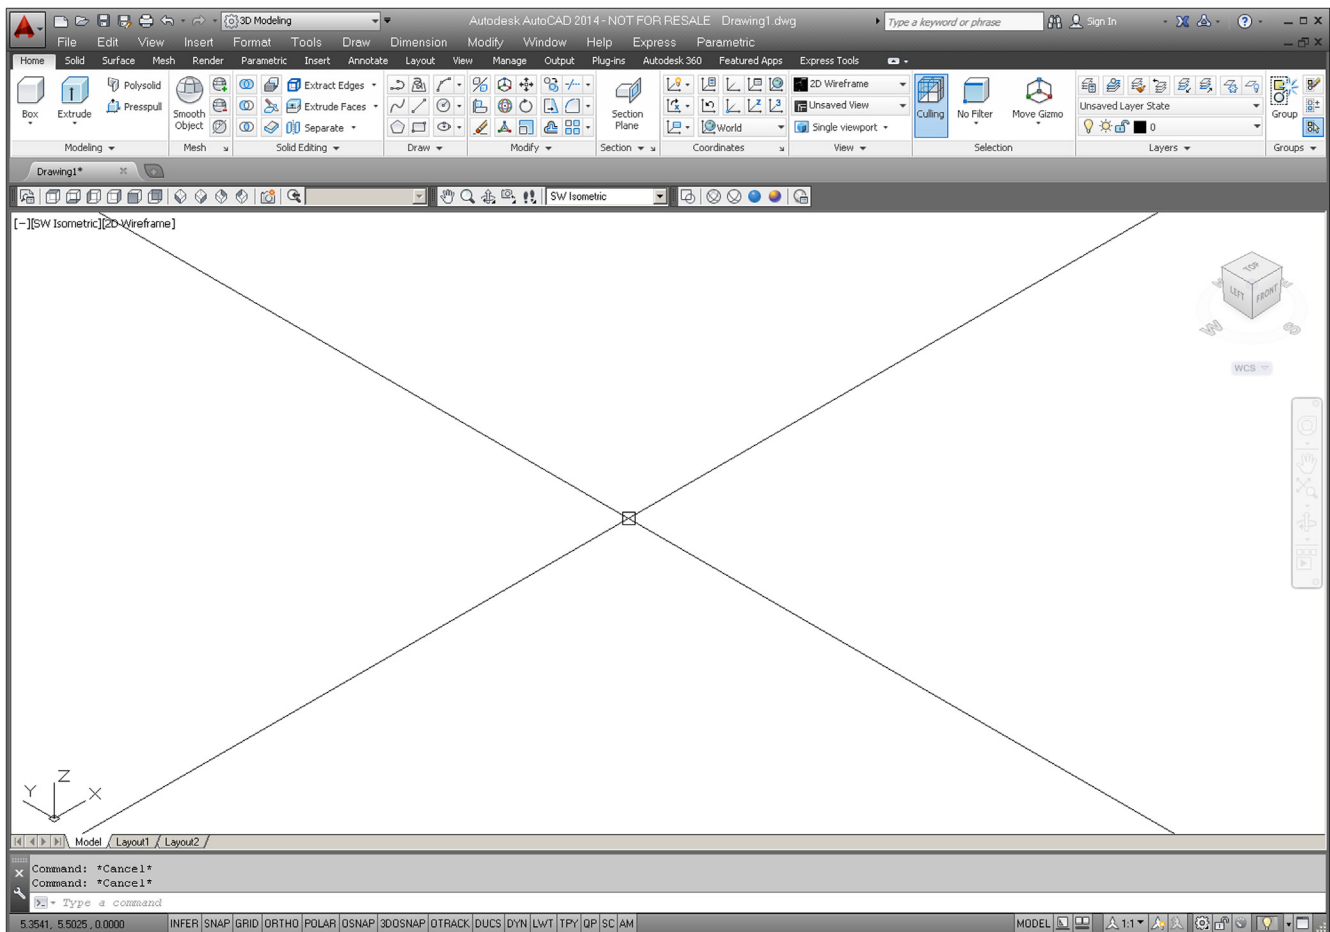 3D Modeling
Autodesk AutoCAD 2014 - NOT FOR RESALE Drawing1.dwg
Type a keyword or phrase
Sign In
File Edit View Insert Format Tools Draw Dimension Modify Window Help Express Parametric
Home Solid Surface Mesh Render Parametric Insert Annotate Layout View Manage Output Plug-ins Autodesk 360 Featured Apps Express Tools
Box
Extrude
Polysolid
Presspull
Smooth Object
Extract Edges
Extrude Faces
Separate
Section Plane
World
2D Wireframe
Unsaved View
Single viewport
Culling
No Filter
Move Gizmo
Unsaved Layer State
0
Group
Modeling Mesh Solid Editing Draw Modify Section Coordinates View Selection Layers Groups
Drawing1*
SW Isometric
[−][SW Isometric][2D Wireframe]
TOP
LEFT FRONT
W S
WCS
Z
Y X
Model Layout1 Layout2
Command: *Cancel*
Command: *Cancel*
Type a command
5.3541, 5.5025 , 0.0000 INFER SNAP GRID ORTHO POLAR OSNAP 3DOSNAP OTRACK DUCS DYN LWT TPY QP SC AM MODEL 1:1